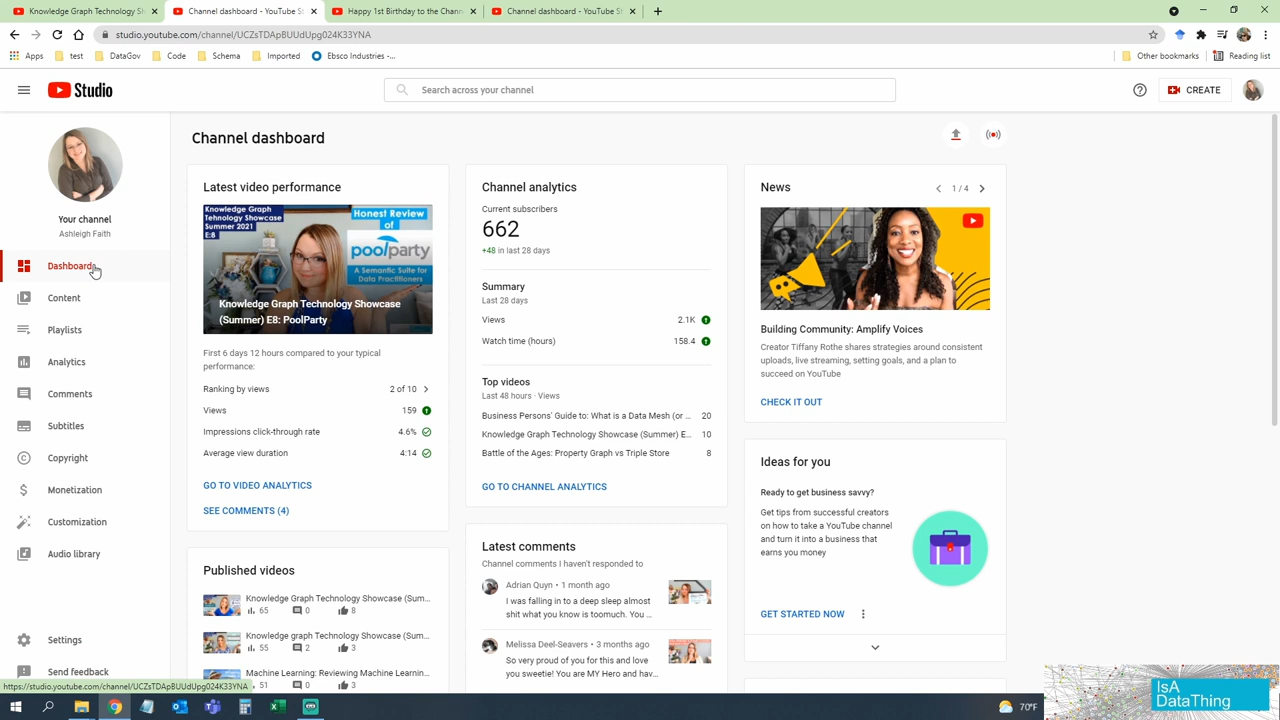 Knowledge Graph Technology Sh
Channel dashboard - YouTube St
Happy 1st Birthday to the Chann
Channel dashboard - YouTube St
studio.youtube.com/channel/UCZsTDApBUUdUpg024K33YNA
Apps
test
DataGov
Code
Schema
Imported
Ebsco Industries –...
Other bookmarks
Reading list
Studio
Search across your channel
CREATE
Your channel
Ashleigh Faith
Dashboard
Content
Playlists
Analytics
Comments
Subtitles
Copyright
Monetization
Customization
Audio library
Settings
Send feedback
Channel dashboard
Latest video performance
Knowledge Graph
Tehnology Showcase
Summer 2021
E:8
Honest Review
of
poolparty
A Semantic Suite for
Data Practitioners
Knowledge Graph Technology Showcase
(Summer) E8: PoolParty
First 6 days 12 hours compared to your typical
performance:
Ranking by views 2 of 10
Views 159
Impressions click-through rate 4.6%
Average view duration 4:14
GO TO VIDEO ANALYTICS
SEE COMMENTS (4)
Published videos
Knowledge Graph Technology Showcase (Sum...
65 0 8
Knowledge graph Technology Showcase (Sum...
55 2 3
Machine Learning: Reviewing Machine Learnin...
51 0 3
Channel analytics
Current subscribers
662
+48 in last 28 days
Summary
Last 28 days
Views 2.1K
Watch time (hours) 158.4
Top videos
Last 48 hours · Views
Business Persons' Guide to: What is a Data Mesh (or ... 20
Knowledge Graph Technology Showcase (Summer) E... 10
Battle of the Ages: Property Graph vs Triple Store 8
GO TO CHANNEL ANALYTICS
Latest comments
Channel comments I haven't responded to
Adrian Quyn • 1 month ago
I was falling in to a deep sleep almost
shit what you know is toomuch. You ...
Melissa Deel-Seavers • 3 months ago
So very proud of you for this and love
you sweetie! You are MY Hero and hav...
News
1 / 4
Building Community: Amplify Voices
Creator Tiffany Rothe shares strategies around consistent
uploads, live streaming, setting goals, and a plan to
succeed on YouTube
CHECK IT OUT
Ideas for you
Ready to get business savvy?
Get tips from successful creators
on how to take a YouTube channel
and turn it into a business that
earns you money
GET STARTED NOW
https://studio.youtube.com/channel/UCZsTDApBUUdUpg024K33YNA
70°F
IsA
DataThing